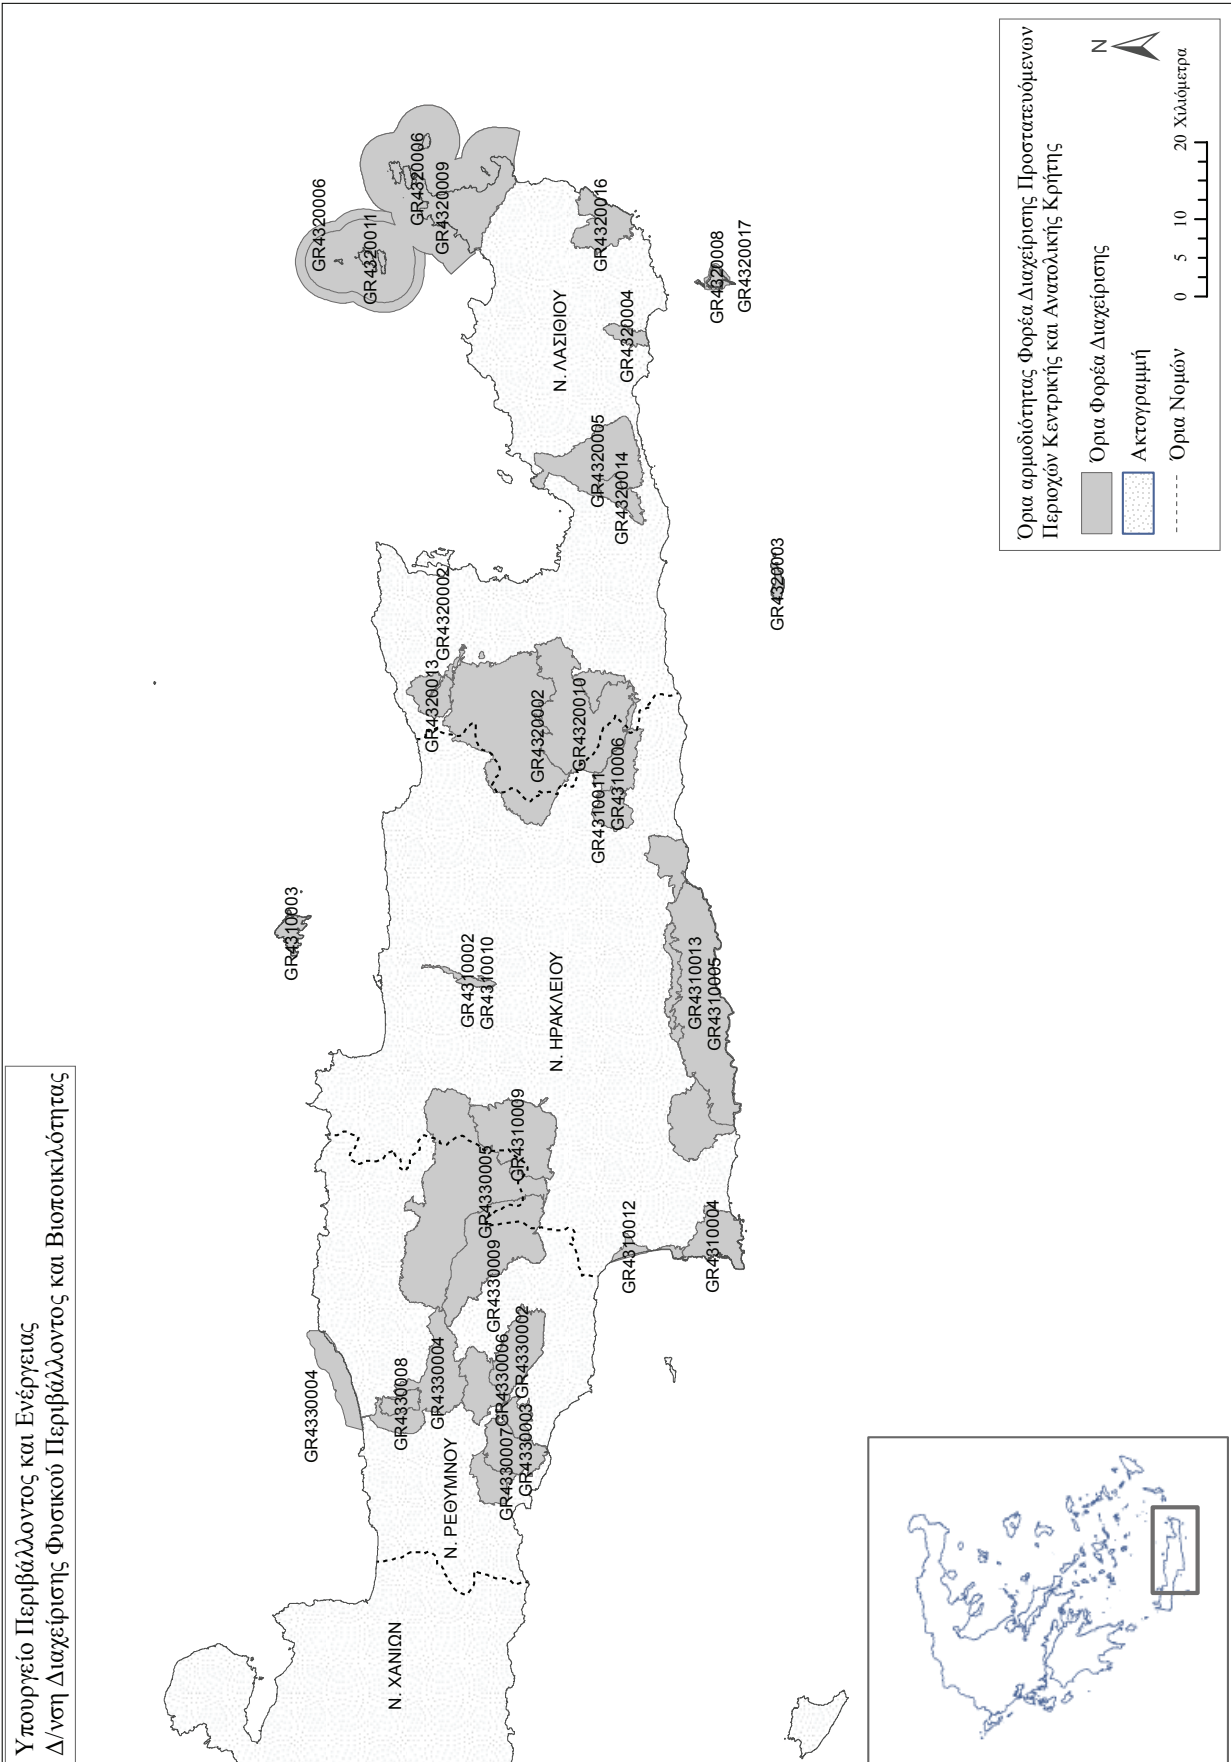 Υπουργείο Περιβάλλοντος και Ενέργειας
Δ/νση Διαχείρισης Φυσικού Περιβάλλοντος και Βιοποικιλότητας
GR4320006
GR4320011
GR4320006
GR4320009
GR4320016
GR4320008
GR4320017
GR4320004
Ν. ΛΑΣΙΘΙΟΥ
GR4320005
GR4320014
GR4320003
GR4320002
GR4320013
GR4320002
GR4320010
GR4310011
GR4310006
GR4310003
GR4310002
GR4310010
Ν. ΗΡΑΚΛΕΙΟΥ
GR4310013
GR4310005
GR4310009
GR4330005
GR4330009
GR4310012
GR4310004
GR4330004
GR4330008
GR4330004
GR4330006
GR4330002
GR4330007
GR4330003
Ν. ΡΕΘΥΜΝΟΥ
Ν. ΧΑΝΙΩΝ
Όρια αρμοδιότητας Φορέα Διαχείρισης Προστατευόμενων
Περιοχών Κεντρικής και Ανατολικής Κρήτης
Όρια Φορέα Διαχείρισης
Ακτογραμμή
Όρια Νομών
N
0 5 10 20 Χιλιόμετρα